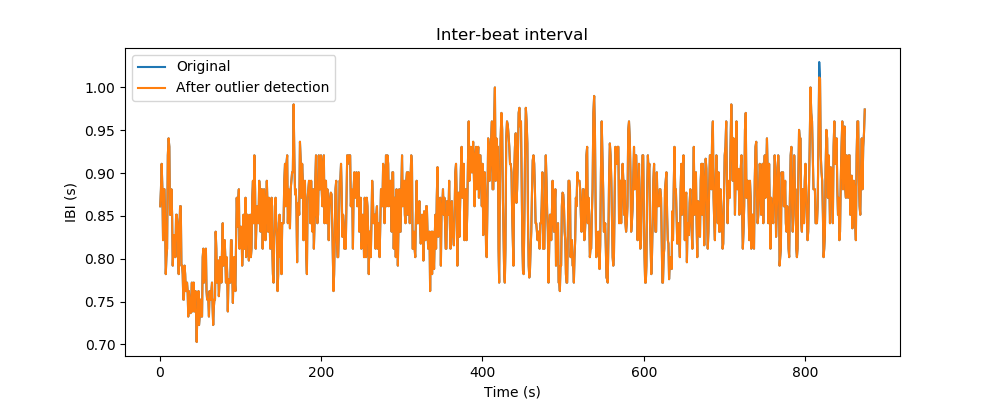 Inter-beat interval
Original
After outlier detection
1.00
0.95
0.90
0.85
0.80
0.75
0.70
IBI (s)
0
200
400
600
800
Time (s)